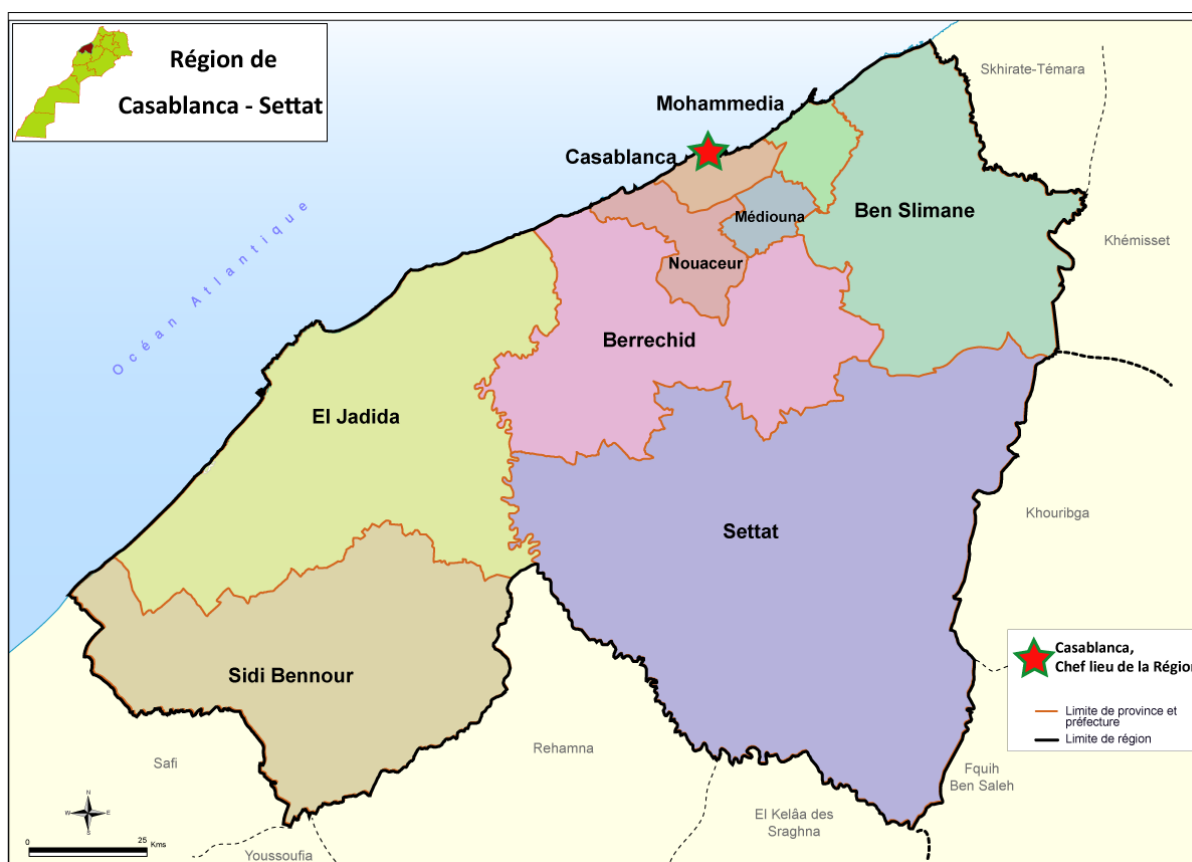 Région de
Casablanca - Settat
Skhirate-Témara
Mohammedia
Casablanca
Médiouna
Ben Slimane
Khémisset
Océan Atlantique
Nouaceur
Berrechid
El Jadida
Khouribga
Settat
Sidi Bennour
Casablanca,
Chef lieu de la Région
Limite de province et
préfecture
Limite de région
Rehamna
Safi
Fquih
Ben Saleh
El Kelâa des
Sraghna
Youssoufia
N
W
E
S
0
25
Kms